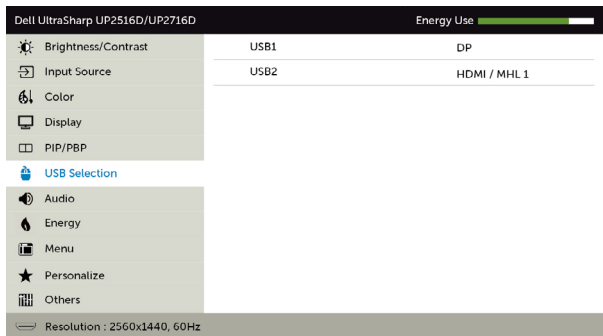 Dell UltraSharp UP2516D/UP2716D Energy Use
Brightness/Contrast USB1 DP
Input Source USB2 HDMI / MHL 1
Color
Display
PIP/PBP
USB Selection
Audio
Energy
Menu
Personalize
Others
Resolution : 2560x1440, 60Hz